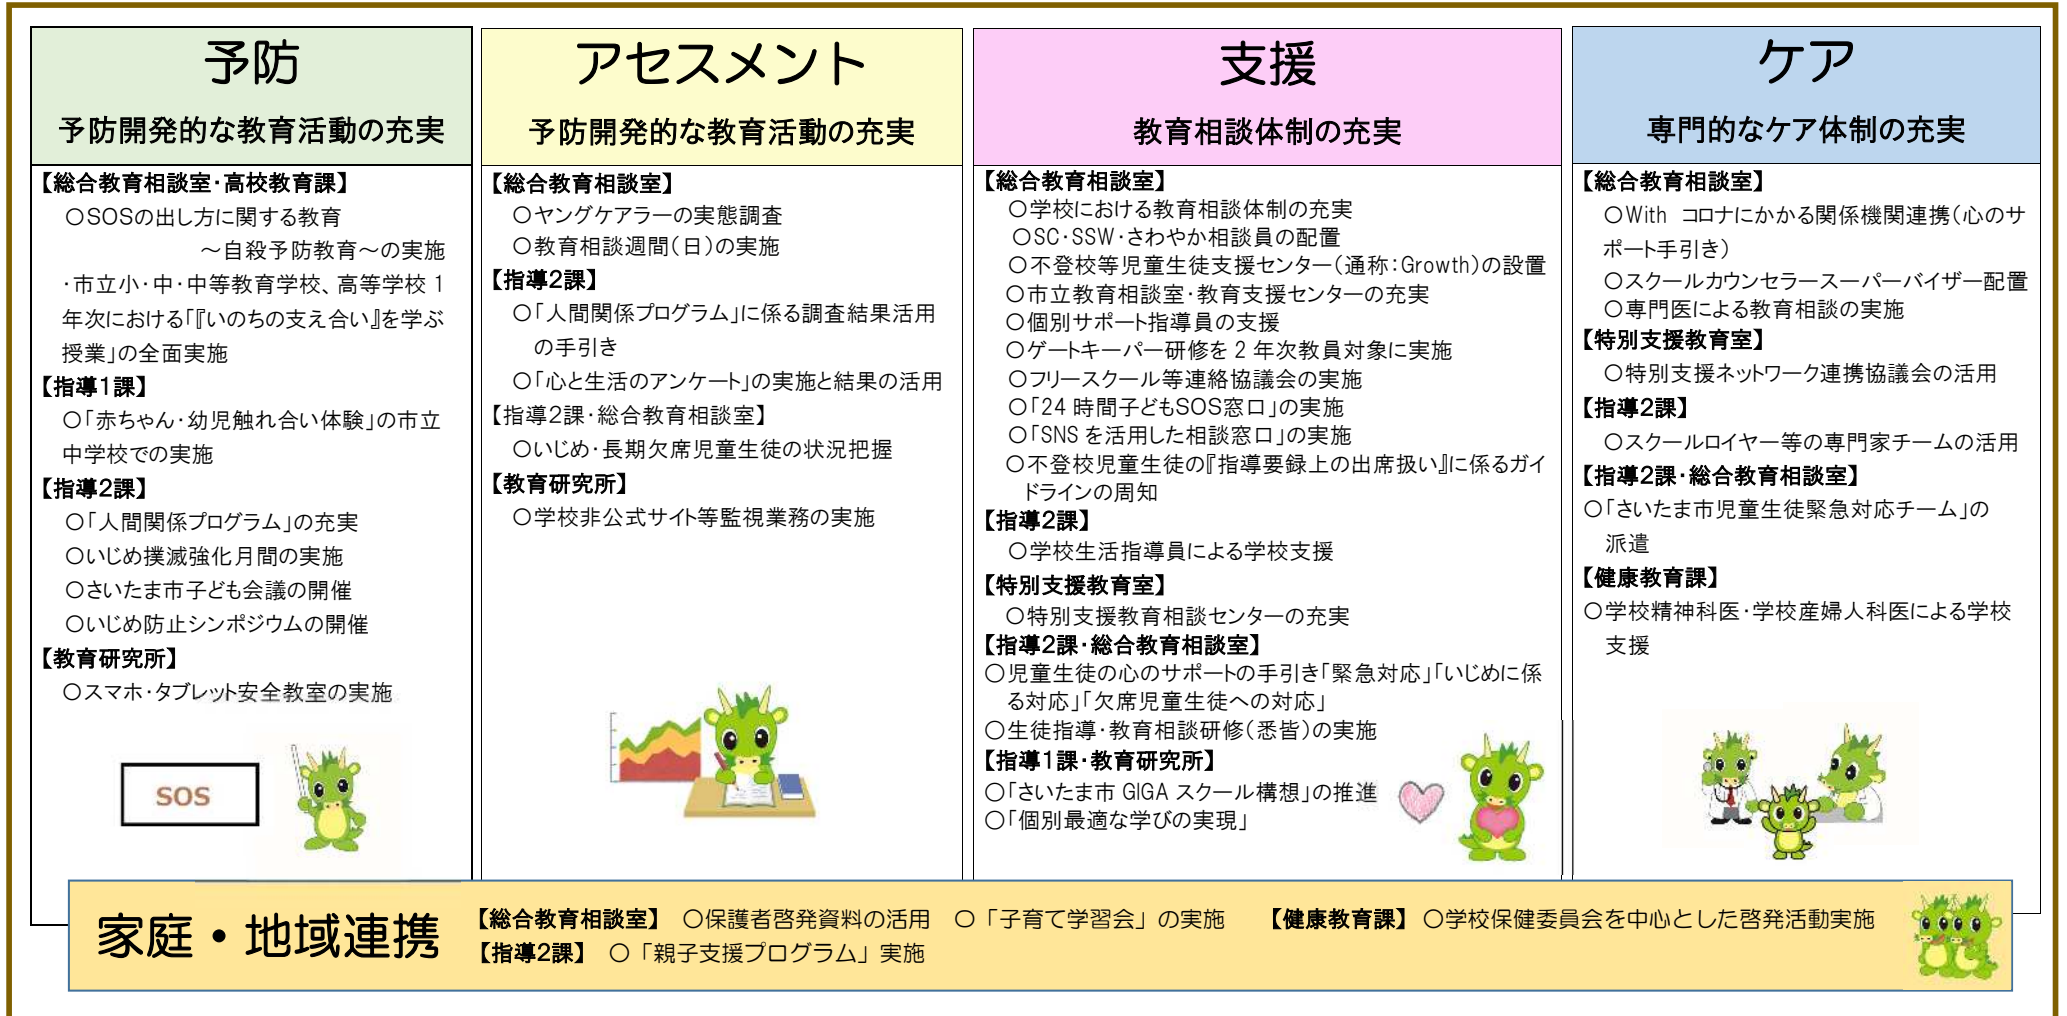 予防
予防開発的な教育活動の充実
【総合教育相談室・高校教育課】
○SOSの出し方に関する教育
～自殺予防教育～の実施
・市立小・中・中等教育学校、高等学校1
年次における「『いのちの支え合い』を学ぶ
授業」の全面実施
【指導1課】
○「赤ちゃん・幼児触れ合い体験」の市立
中学校での実施
【指導2課】
○「人間関係プログラム」の充実
○いじめ撲滅強化月間の実施
○さいたま市子ども会議の開催
○いじめ防止シンポジウムの開催
【教育研究所】
○スマホ・タブレット安全教室の実施
SOS
アセスメント
予防開発的な教育活動の充実
【総合教育相談室】
○ヤングケアラーの実態調査
○教育相談週間（日）の実施
【指導2課】
○「人間関係プログラム」に係る調査結果活用
の手引き
○「心と生活のアンケート」の実施と結果の活用
【指導2課・総合教育相談室】
○いじめ・長期欠席児童生徒の状況把握
【教育研究所】
○学校非公式サイト等監視業務の実施
支援
教育相談体制の充実
【総合教育相談室】
○学校における教育相談体制の充実
○SC・SSW・さわやか相談員の配置
○不登校等児童生徒支援センター（通称：Growth）の設置
○市立教育相談室・教育支援センターの充実
○個別サポート指導員の支援
○ゲートキーパー研修を2年次教員対象に実施
○フリースクール等連絡協議会の実施
○「24時間子どもSOS窓口」の実施
○「SNSを活用した相談窓口」の実施
○不登校児童生徒の『指導要録上の出席扱い』に係るガイ
ドラインの周知
【指導2課】
○学校生活指導員による学校支援
【特別支援教育室】
○特別支援教育相談センターの充実
【指導2課・総合教育相談室】
○児童生徒の心のサポートの手引き「緊急対応」「いじめに係
る対応」「欠席児童生徒への対応」
○生徒指導・教育相談研修（悉皆）の実施
【指導1課・教育研究所】
○「さいたま市 GIGA スクール構想」の推進
○「個別最適な学びの実現」
ケア
専門的なケア体制の充実
【総合教育相談室】
○With コロナにかかる関係機関連携（心のサ
ポート手引き）
○スクールカウンセラースーパーバイザー配置
○専門医による教育相談の実施
【特別支援教育室】
○特別支援ネットワーク連携協議会の活用
【指導2課】
○スクールロイヤー等の専門家チームの活用
【指導2課・総合教育相談室】
○「さいたま市児童生徒緊急対応チーム」の
派遣
【健康教育課】
○学校精神科医・学校産婦人科医による学校
支援
家庭・地域連携
【総合教育相談室】 ○保護者啓発資料の活用 ○「子育て学習会」の実施 【健康教育課】○学校保健委員会を中心とした啓発活動実施
【指導2課】 ○「親子支援プログラム」実施